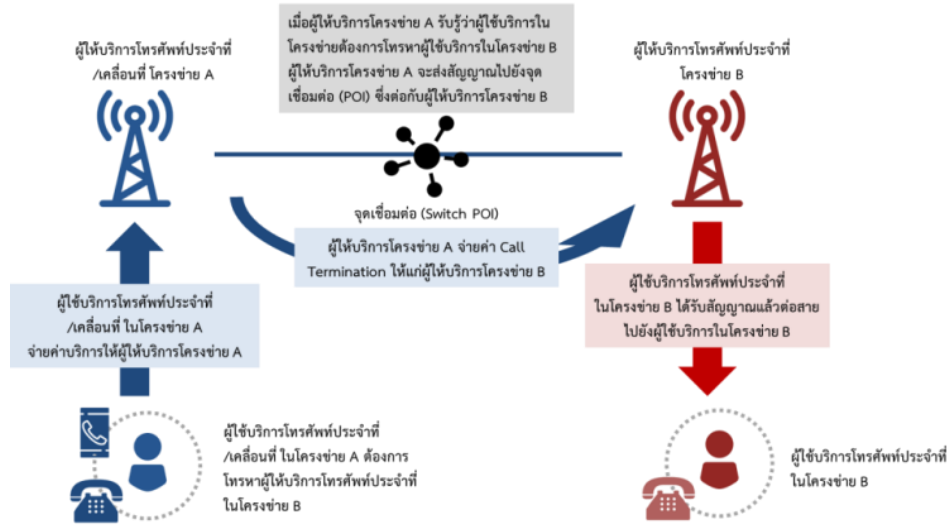 ผู้ให้บริการโทรศัพท์ประจำที่
/เคลื่อนที่ โครงข่าย A
เมื่อผู้ให้บริการโครงข่าย A รับรู้ว่าผู้ใช้บริการใน
โครงข่ายต้องการโทรหาผู้ใช้บริการในโครงข่าย B
ผู้ให้บริการโครงข่าย A จะส่งสัญญาณไปยังจุด
เชื่อมต่อ (POI) ซึ่งต่อกับผู้ให้บริการโครงข่าย B
ผู้ให้บริการโทรศัพท์ประจำที่
โครงข่าย B
จุดเชื่อมต่อ (Switch POI)
ผู้ให้บริการโครงข่าย A จ่ายค่า Call
Termination ให้แก่ผู้ให้บริการโครงข่าย B
ผู้ใช้บริการโทรศัพท์ประจำที่
/เคลื่อนที่ ในโครงข่าย A
จ่ายค่าบริการให้ผู้ให้บริการโครงข่าย A
ผู้ใช้บริการโทรศัพท์ประจำที่
ในโครงข่าย B ได้รับสัญญาณแล้วต่อสาย
ไปยังผู้ใช้บริการในโครงข่าย B
ผู้ใช้บริการโทรศัพท์ประจำที่
/เคลื่อนที่ ในโครงข่าย A ต้องการ
โทรหาผู้ให้บริการโทรศัพท์ประจำที่
ในโครงข่าย B
ผู้ใช้บริการโทรศัพท์ประจำที่
ในโครงข่าย B